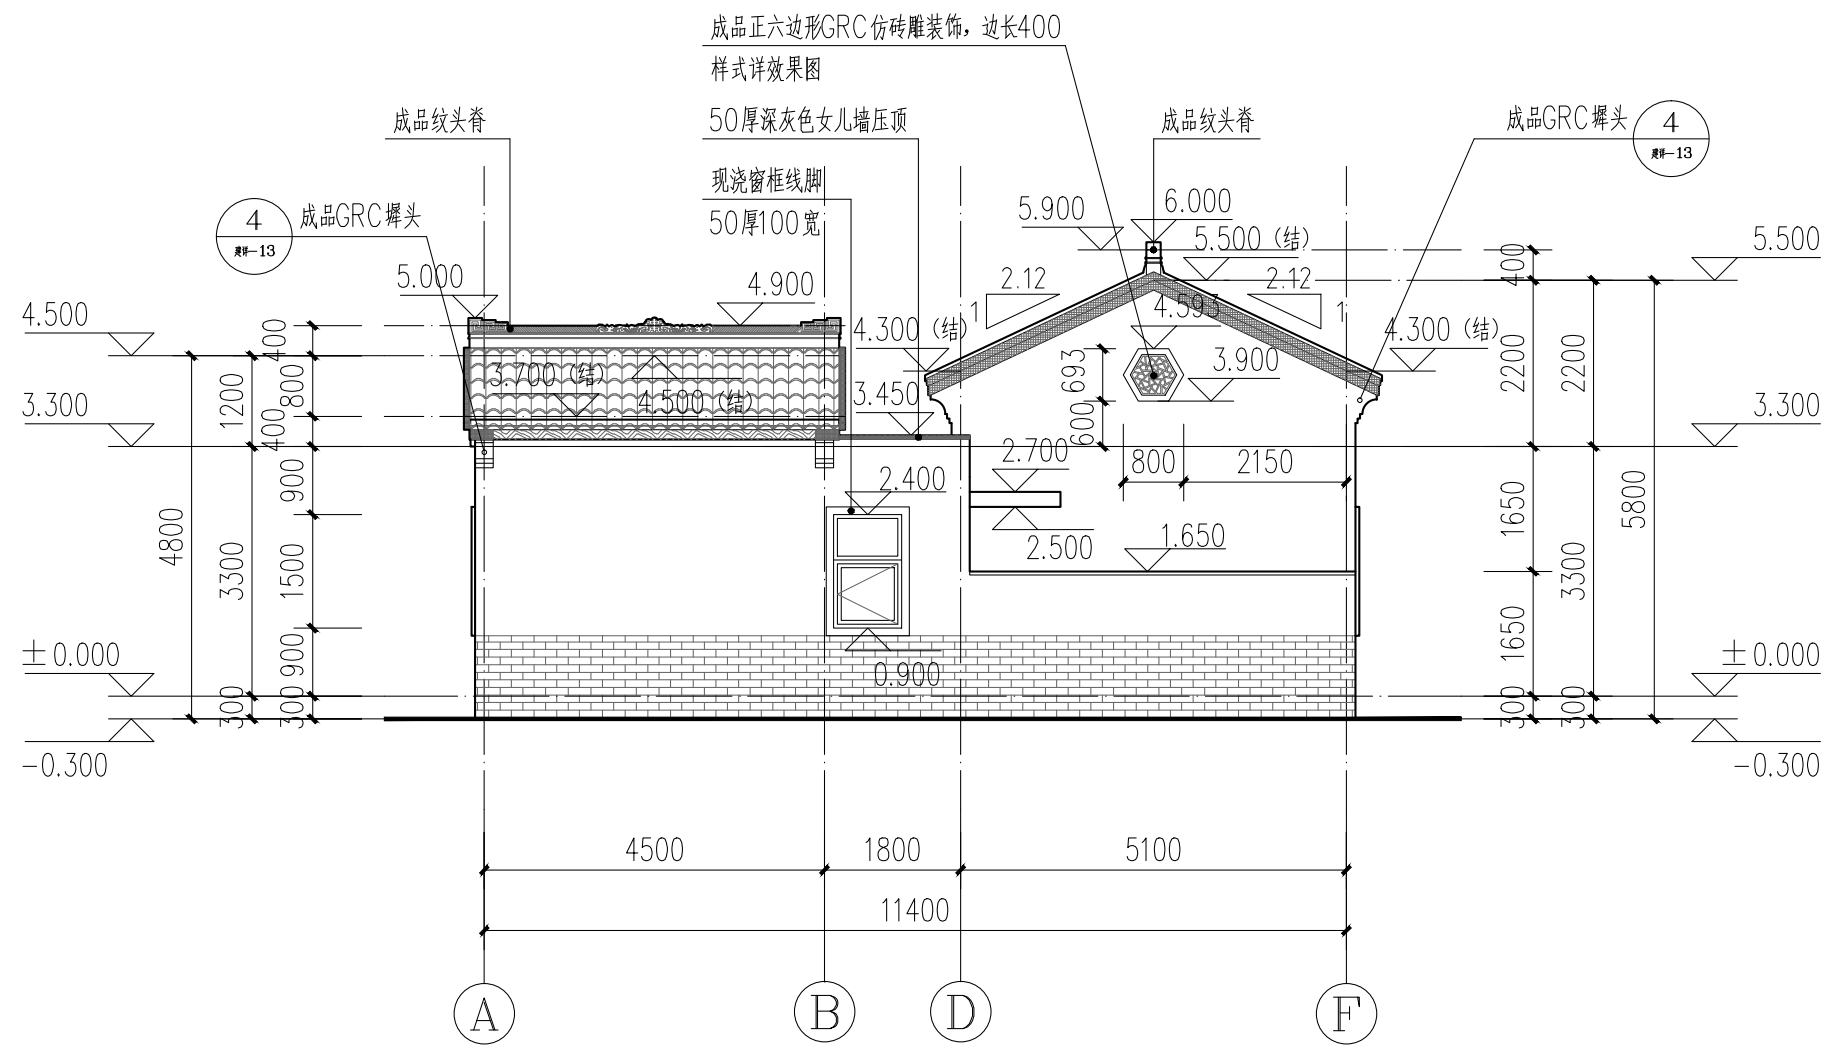 成品正六边形GRC仿砖雕装饰，边长400
样式详效果图
成品纹头脊
50厚深灰色女儿墙压顶
成品纹头脊
成品GRC墀头
4
建详-13
现浇窗框线脚
50厚100宽
4
建详-13
成品GRC墀头
5.900
6.000
5.500（结）
5.500
400
5.000
4.900
2.12
1
2.12
1
4.593
4.500
400
4.300（结）
4.300（结）
3.700（结）
4.500（结）
3.900
693
600
3.450
3.300
1200
800
400
2200
2200
3.300
900
2.700
800
2150
2.400
2.500
1.650
4800
3300
1500
1650
3300
5800
900
1650
±0.000
0.900
±0.000
300
300
300
300
-0.300
-0.300
4500
1800
5100
11400
A
B
D
F